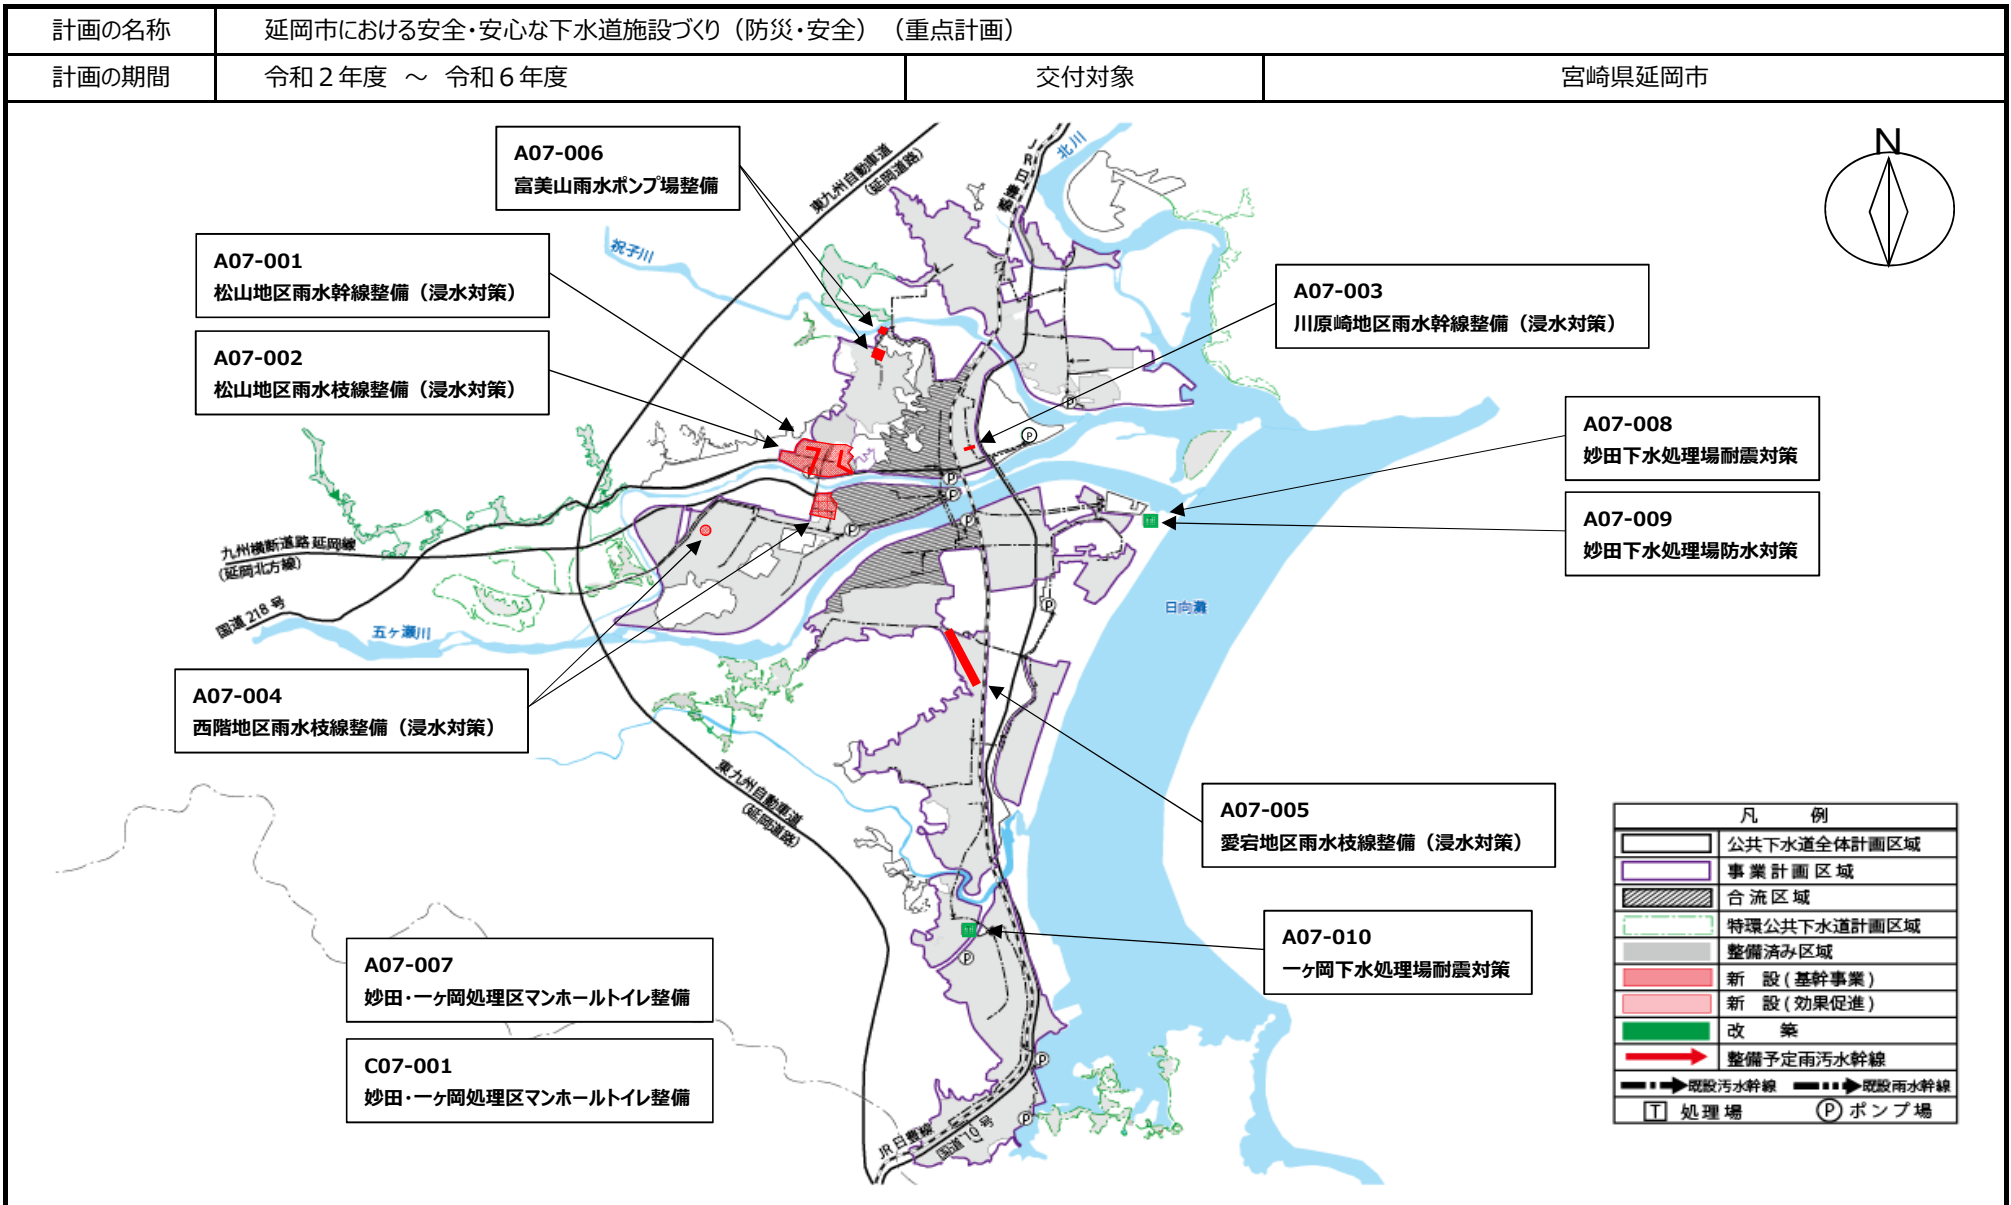 計画の名称
延岡市における安全・安心な下水道施設づくり（防災・安全）（重点計画）
計画の期間
令和２年度 ～ 令和６年度
交付対象
宮崎県延岡市
N
A07-006
富美山雨水ポンプ場整備
東九州自動車道
(延岡道路)
JR日豊線
北川
祝子川
A07-001
松山地区雨水幹線整備（浸水対策）
A07-002
松山地区雨水枝線整備（浸水対策）
A07-003
川原崎地区雨水幹線整備（浸水対策）
A07-008
妙田下水処理場耐震対策
A07-009
妙田下水処理場防水対策
九州横断道路延岡線
(延岡北方線)
国道218号
五ヶ瀬川
日向灘
A07-004
西階地区雨水枝線整備（浸水対策）
東九州自動車道
(延岡道路)
A07-005
愛宕地区雨水枝線整備（浸水対策）
A07-010
一ヶ岡下水処理場耐震対策
A07-007
妙田・一ヶ岡処理区マンホールトイレ整備
C07-001
妙田・一ヶ岡処理区マンホールトイレ整備
JR日豊線
国道10号
凡 例
公共下水道全体計画区域
事業計画区域
合流区域
特環公共下水道計画区域
整備済み区域
新 設(基幹事業)
新 設(効果促進)
改 築
整備予定雨汚水幹線
既設汚水幹線 既設雨水幹線
T 処理場 P ポンプ場